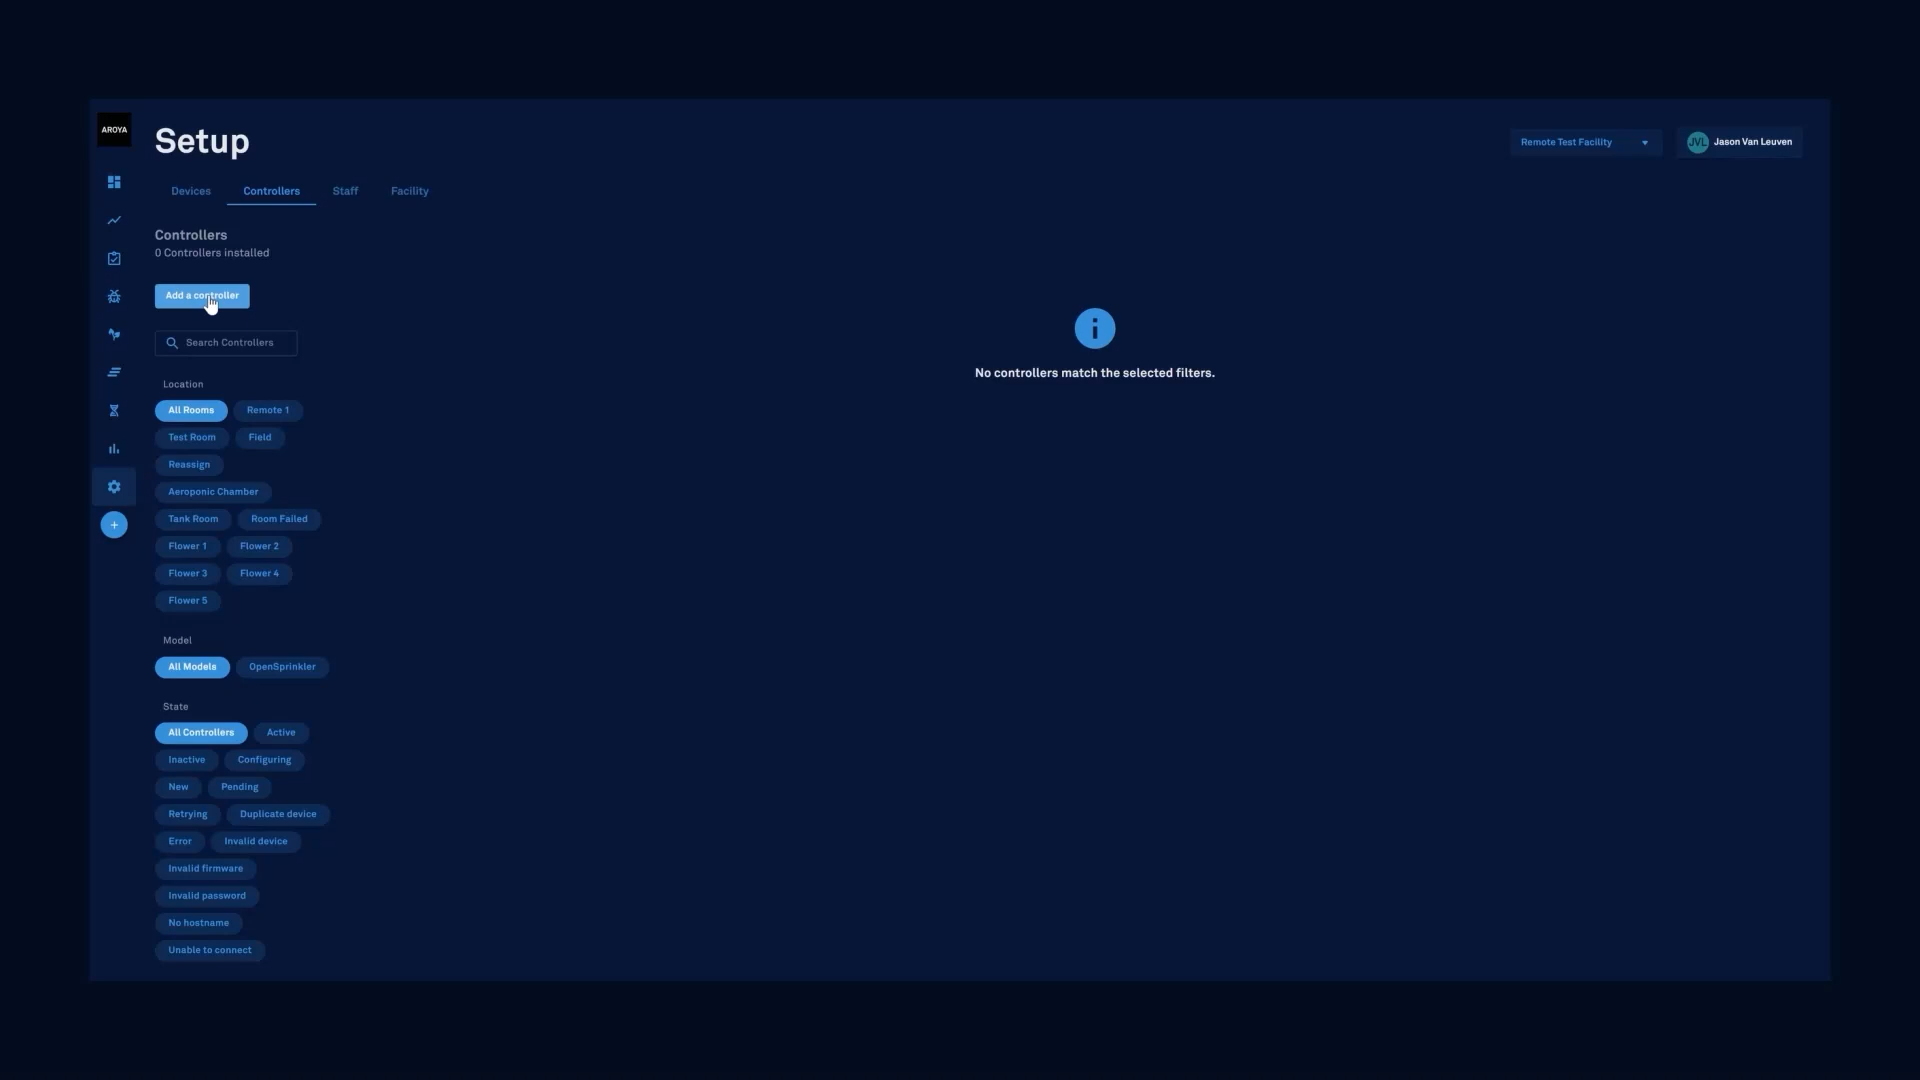 AROYA
Setup
Remote Test Facility
JVL
Jason Van Leuven
Devices
Controllers
Staff
Facility
Controllers
0 Controllers installed
Add a controller
Search Controllers
No controllers match the selected filters.
Location
All Rooms
Remote 1
Test Room
Field
Reassign
Aeroponic Chamber
Tank Room
Room Failed
Flower 1
Flower 2
Flower 3
Flower 4
Flower 5
Model
All Models
OpenSprinkler
State
All Controllers
Active
Inactive
Configuring
New
Pending
Retrying
Duplicate device
Error
Invalid device
Invalid firmware
Invalid password
No hostname
Unable to connect